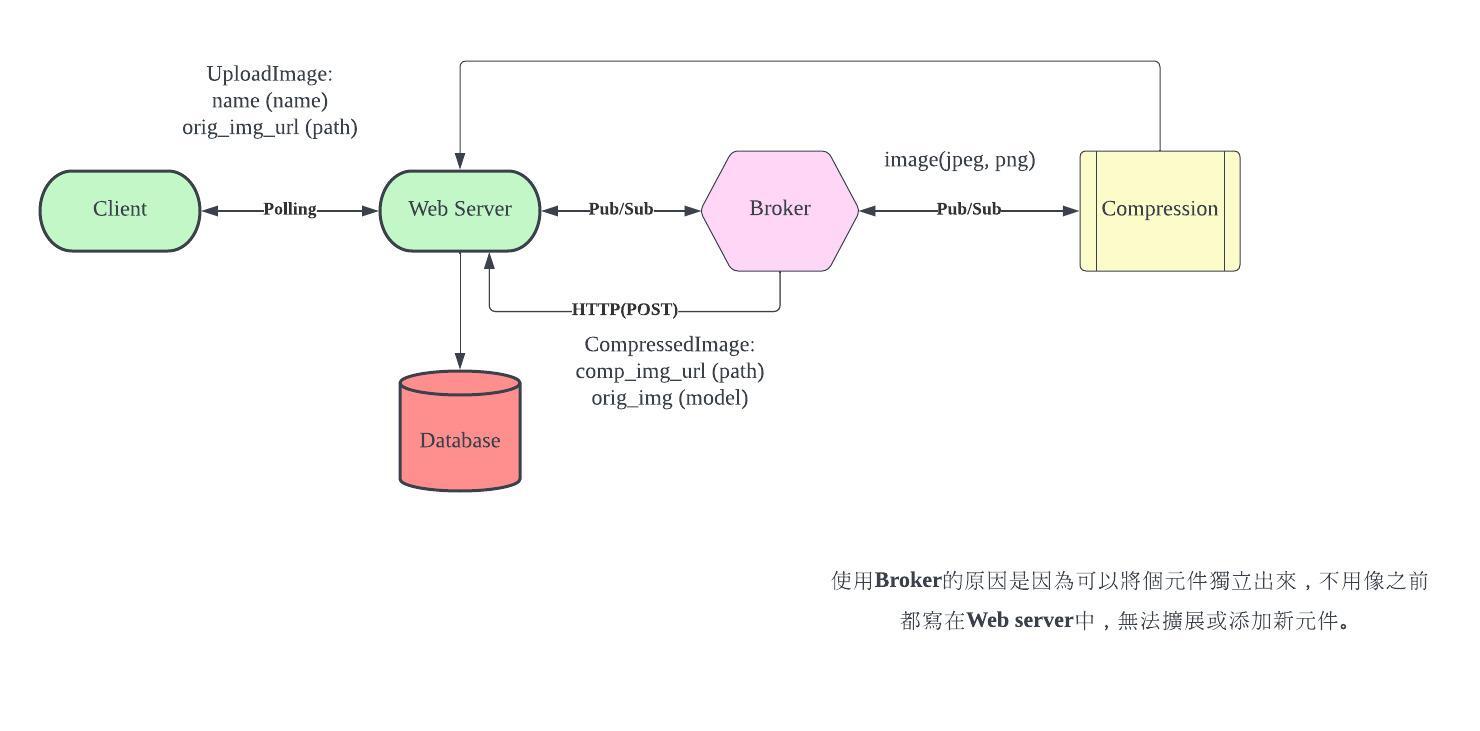 UploadImage:
name (name)
orig_img_url (path)
image(jpeg, png)
Client
Polling
Web Server
Pub/Sub
Broker
Pub/Sub
Compression
HTTP(POST)
CompressedImage:
comp_img_url (path)
orig_img (model)
Database
使用Broker的原因是因為可以將個元件獨立出來，不用像之前
都寫在Web server中，無法擴展或添加新元件。